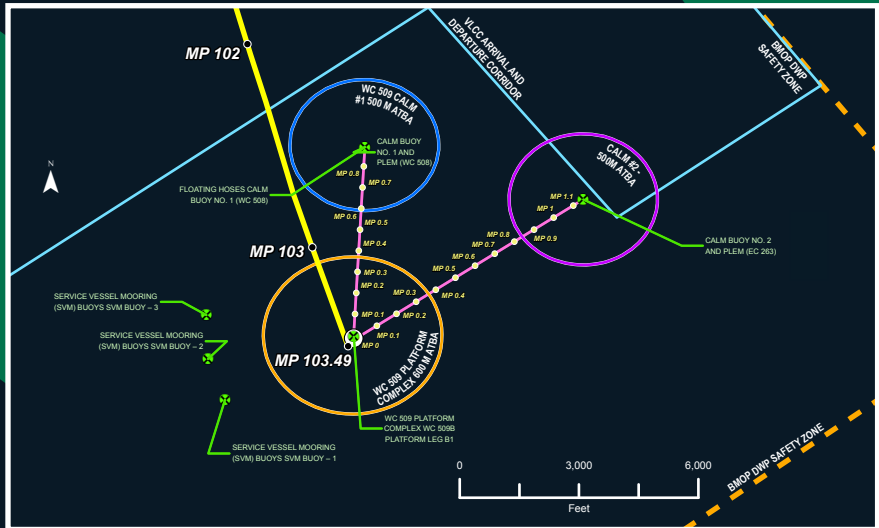 MP 102
VLCC ARRIVAL AND
DEPARTURE CORRIDOR
BMOP DWP
SAFETY ZONE
WC 509 CALM
#1 500 M ATBA
CALM BUOY
NO. 1 AND
PLEM (WC 508)
CALM #2-
500M ATBA
N
FLOATING HOSES CALM
BUOY NO. 1 (WC 508)
MP 0.8
MP 0.7
MP 0.6
MP 0.5
MP 0.4
MP 0.3
MP 0.2
MP 0.1
MP 1.1
MP 1
MP 0.9
MP 0.8
MP 0.7
MP 0.6
MP 0.5
MP 0.4
MP 0.3
MP 0.2
MP 0.1
MP 0
CALM BUOY NO. 2
AND PLEM (EC 263)
MP 103
SERVICE VESSEL MOORING
(SVM) BUOYS SVM BUOY – 3
SERVICE VESSEL MOORING
(SVM) BUOYS SVM BUOY – 2
MP 103.49
WC 509 PLATFORM
COMPLEX 600 M ATBA
WC 509 PLATFORM
COMPLEX WC 509B
PLATFORM LEG B1
SERVICE VESSEL MOORING
(SVM) BUOYS SVM BUOY – 1
BMOP DWP SAFETY ZONE
0
3,000
6,000
Feet